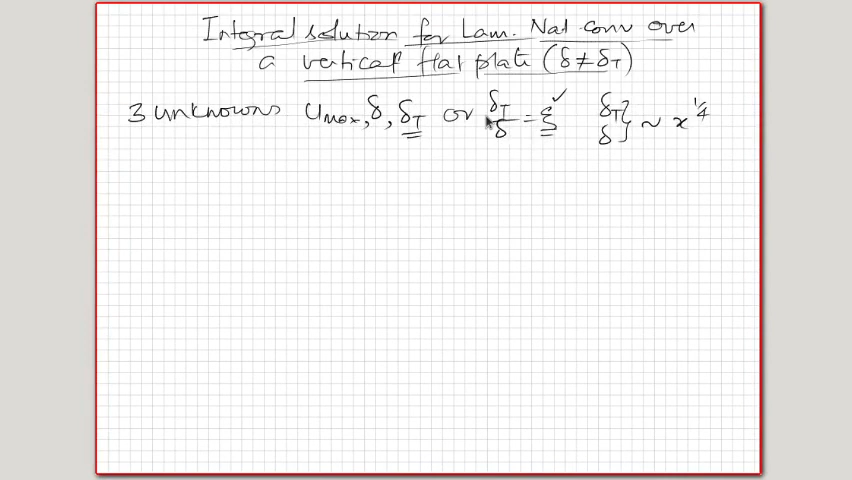 Integral solution for Lam. Nat conv over
a vertical flat plate (δ ≠ δT)
3 unknowns Umax, δ, δT or δT/δ = ξ ✓ δT, δ } ~ x^1/4